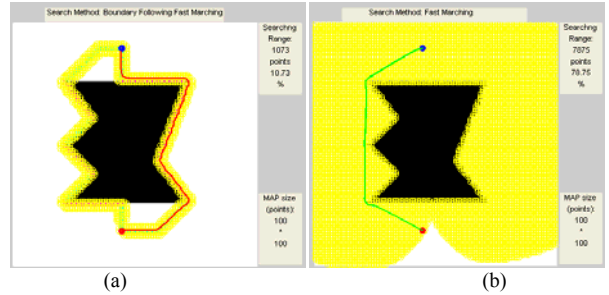 Search Method: Boundary Following Fast Marching
Searching
Range:
1073
points
10.73
%
MAP size
(points):
100
*
100
(a)
Search Method: Fast Marching
Searching
Range:
7875
points
78.75
%
MAP size
(points):
100
*
100
(b)